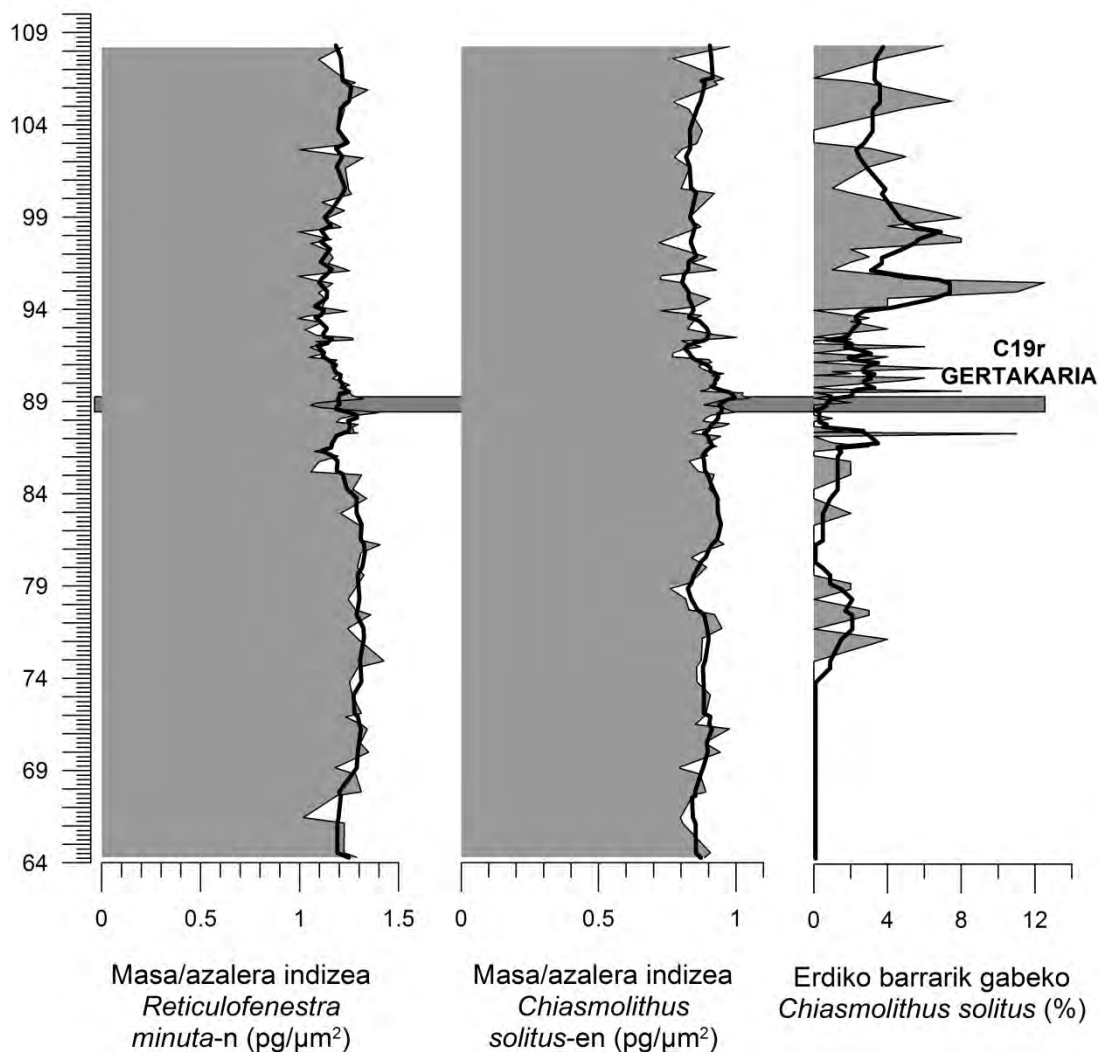 109
104
99
94
89
84
79
74
69
64
C19r
GERTAKARIA
0 0.5 1 1.5
0 0.5 1
0 4 8 12
Masa/azalera indizea
Reticulofenestra
minuta-n (pg/µm²)
Masa/azalera indizea
Chiasmolithus
solitus-en (pg/µm²)
Erdiko barrarik gabeko
Chiasmolithus solitus (%)